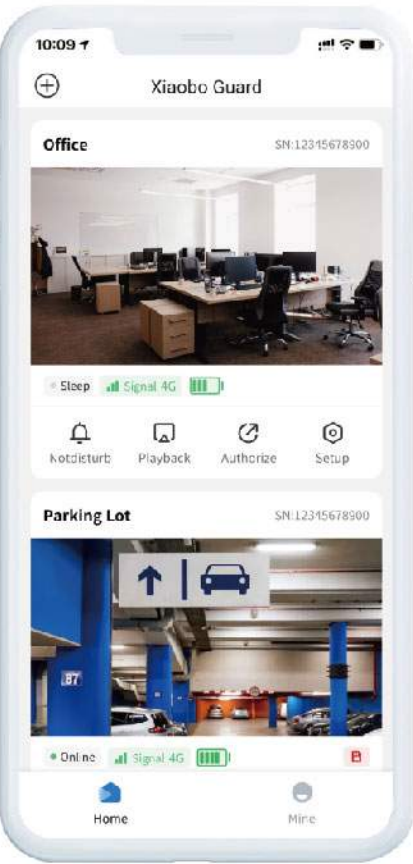 10:09
Xiaobo Guard
Office SN:12345678900
Sleep Signal 4G
Notdisturb Playback Authorize Setup
Parking Lot SN:12345678900
B7
Online Signal 4G
Home Mine